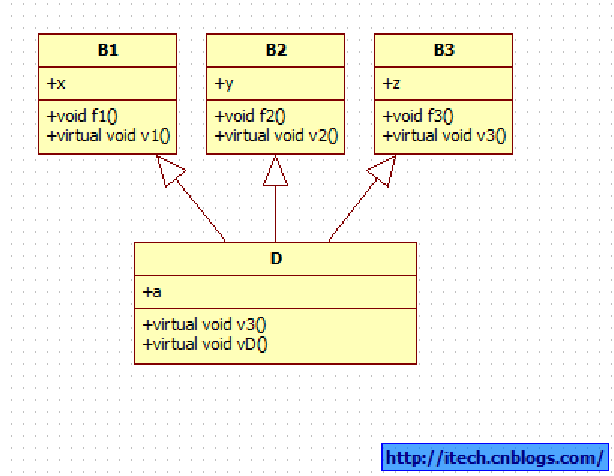 B1
+x
+void f1()
+virtual void v1()
B2
+y
+void f2()
+virtual void v2()
B3
+z
+void f3()
+virtual void v3()
D
+a
+virtual void v3()
+virtual void vD()
http://itech.cnblogs.com/